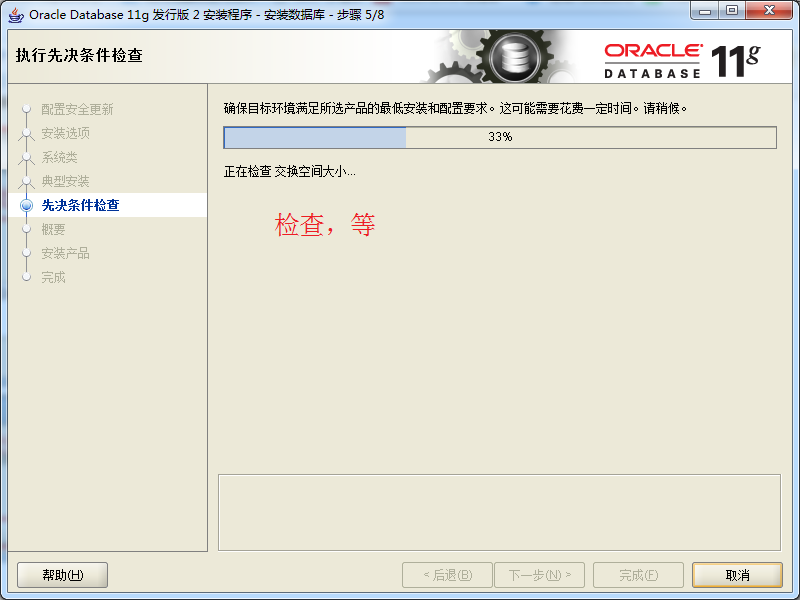 Oracle Database 11g 发行版 2 安装程序 - 安装数据库 - 步骤 5/8
执行先决条件检查
ORACLE
DATABASE 11g
配置安全更新
安装选项
系统类
典型安装
先决条件检查
概要
安装产品
完成
确保目标环境满足所选产品的最低安装和配置要求。这可能需要花费一定时间。请稍候。
33%
正在检查 交换空间大小...
检查，等
帮助(H)
< 后退(B)
下一步(N) >
完成(F)
取消